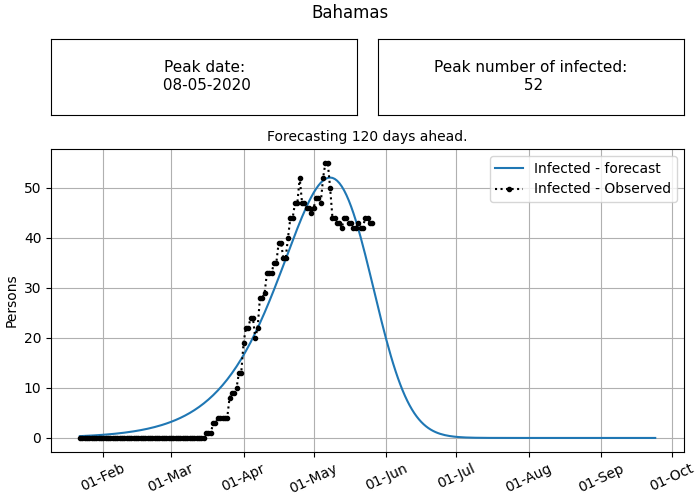 Bahamas
Peak date:
08-05-2020
Peak number of infected:
52
Forecasting 120 days ahead.
Infected - forecast
Infected - Observed
Persons
50
40
30
20
10
0
01-Feb
01-Mar
01-Apr
01-May
01-Jun
01-Jul
01-Aug
01-Sep
01-Oct